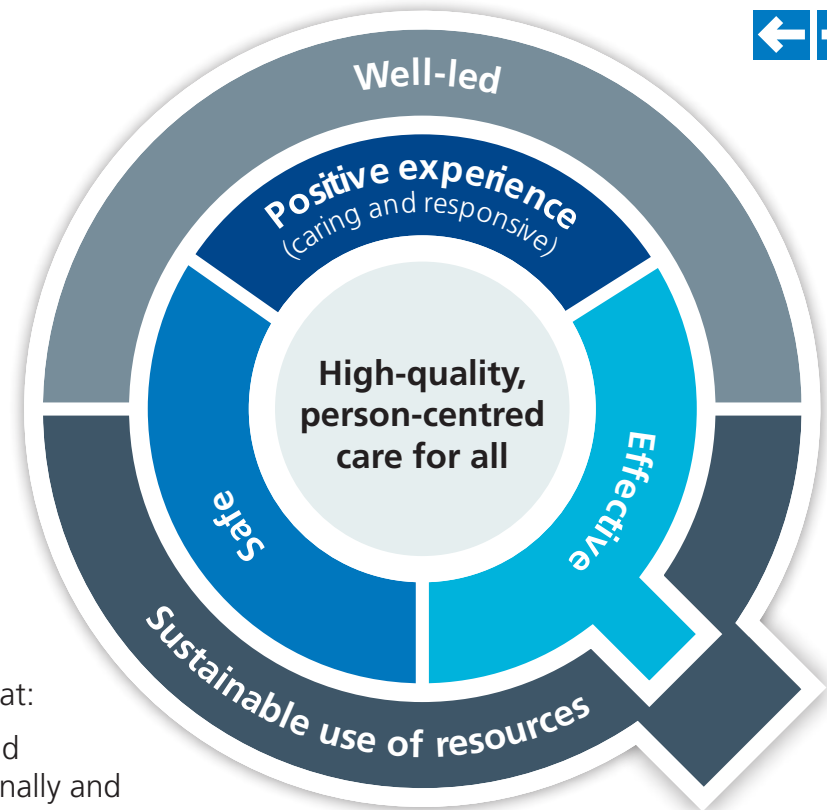 Well-led
Positive experience
(caring and responsive)
High-quality,
person-centred
care for all
Safe
Effective
Sustainable use of resources
at:
and